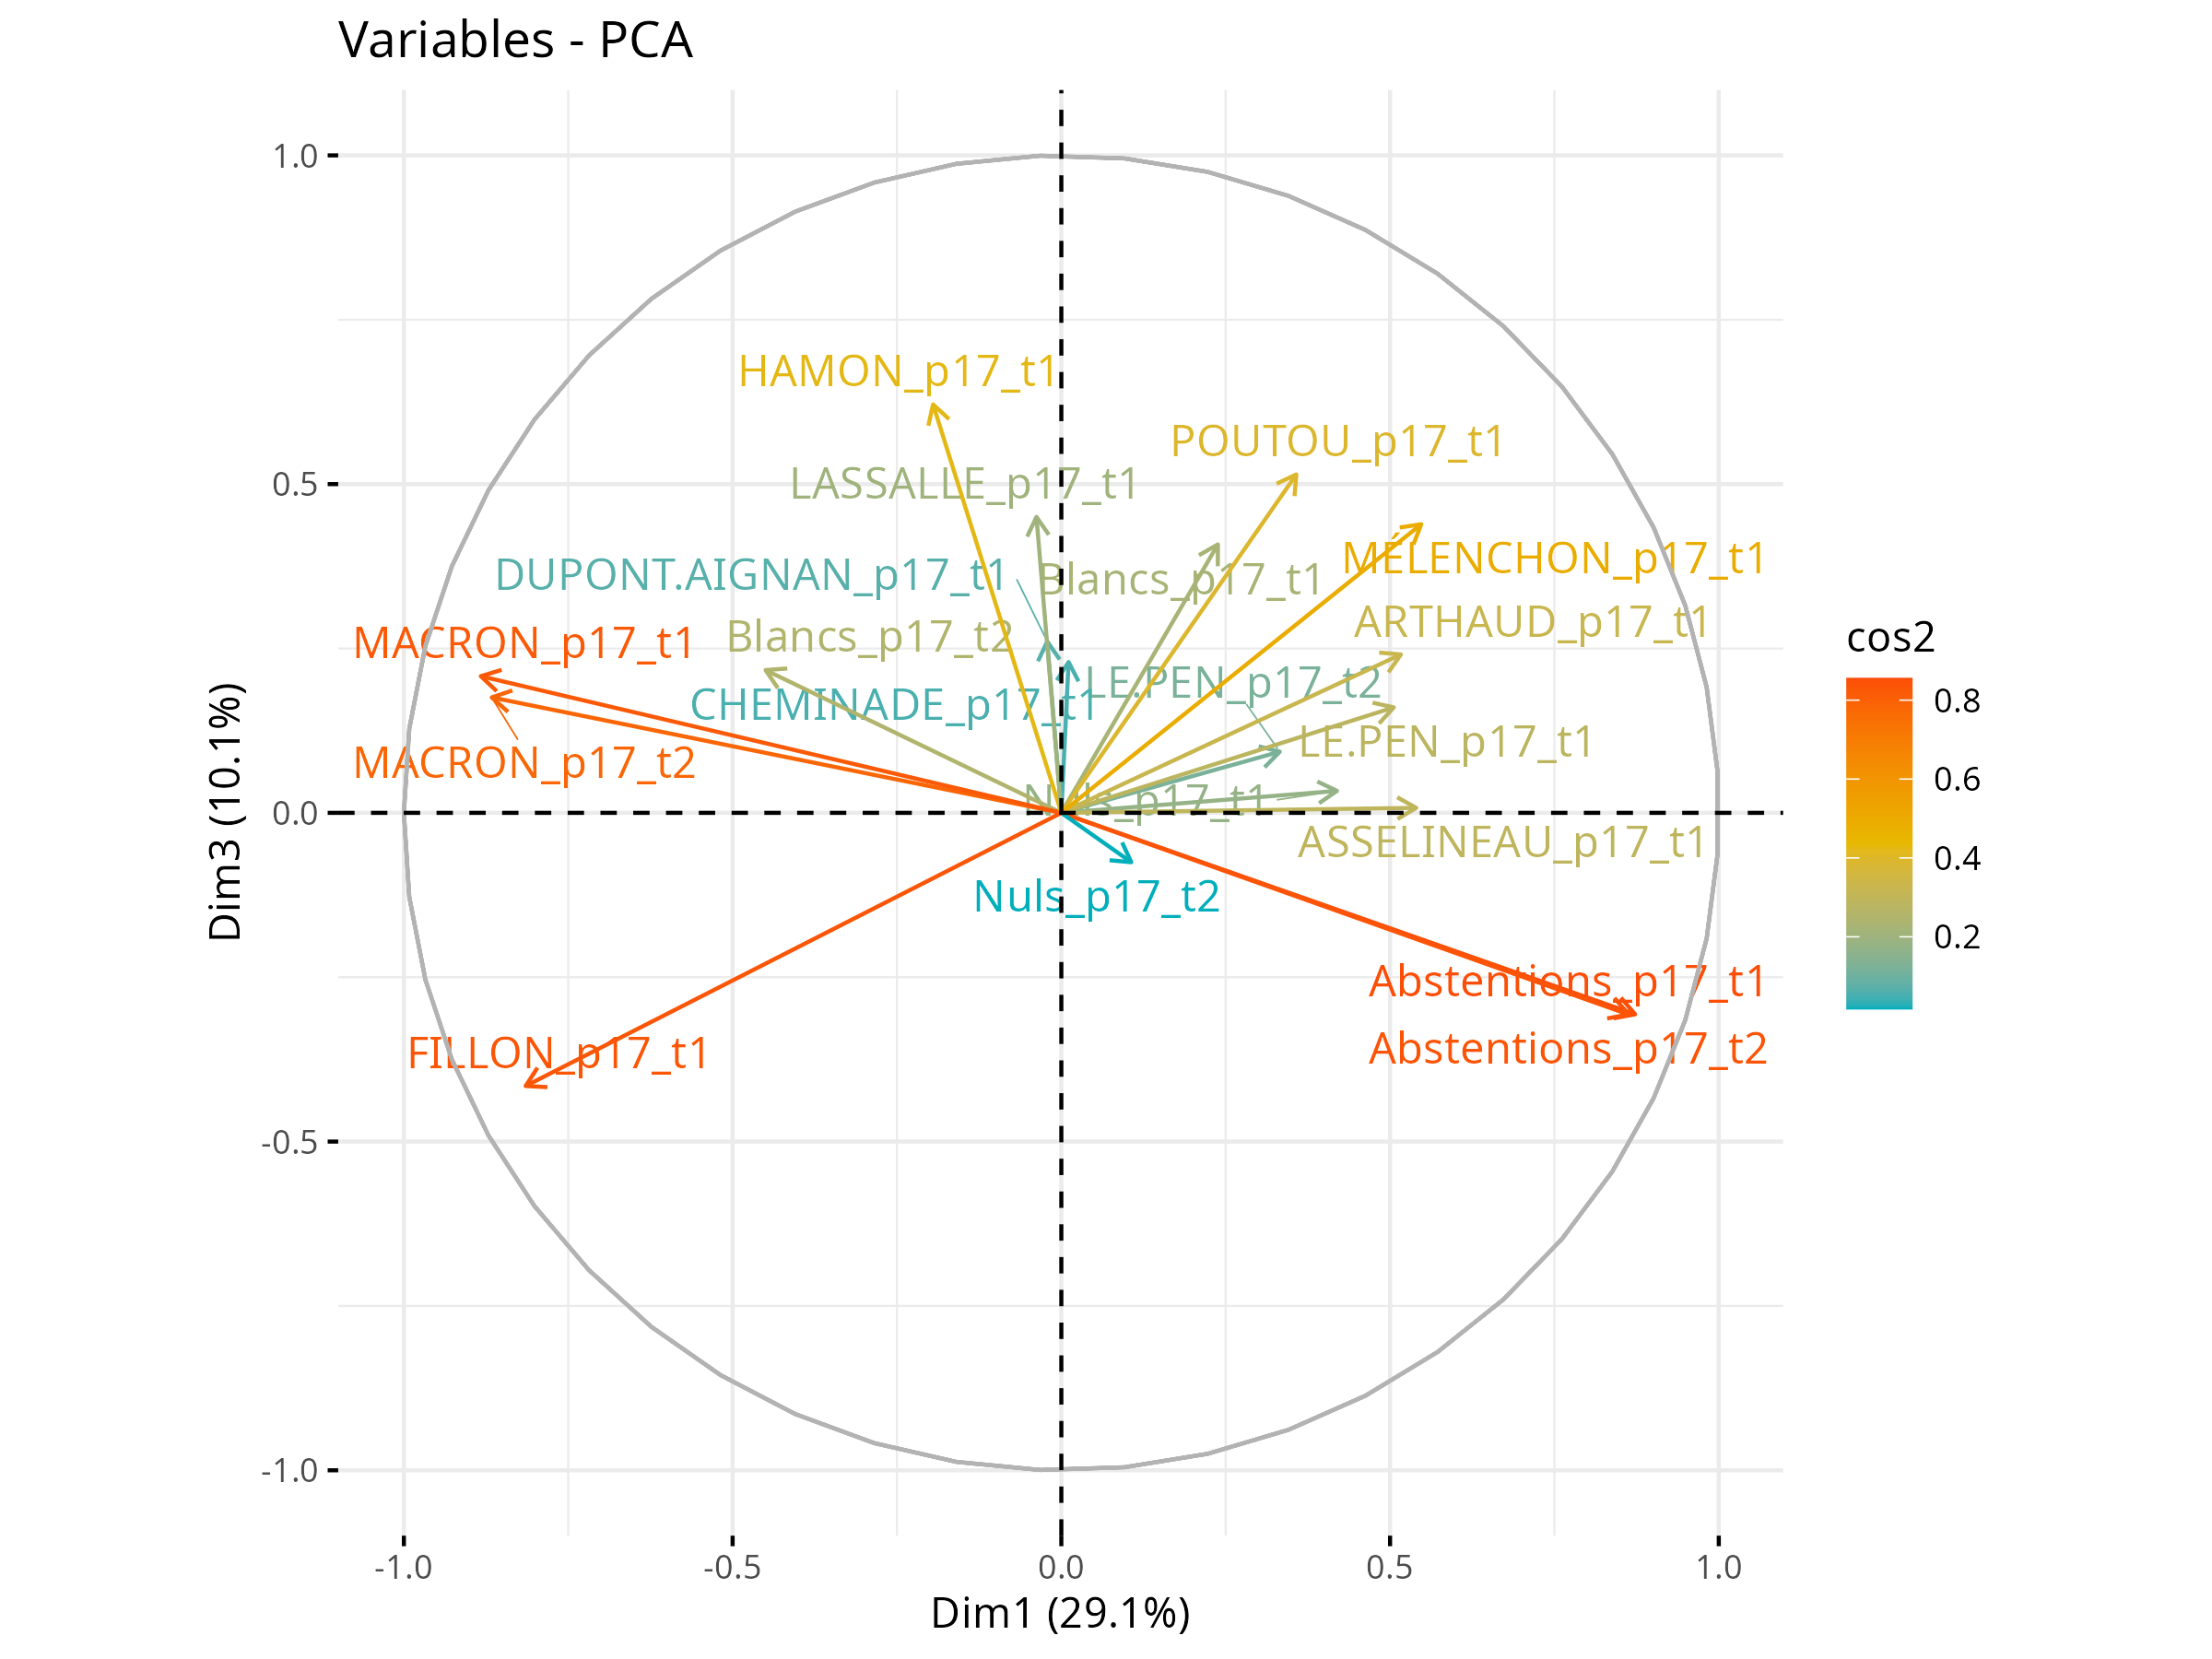 Variables - PCA
1.0
HAMON_p17_t1
POUTOU_p17_t1
LASSALLE_p17_t1
0.5
MÉLENCHON_p17_t1
DUPONT.AIGNAN_p17_t1
Blancs_p17_t1
ARTHAUD_p17_t1
MACRON_p17_t1
Blancs_p17_t2
cos2
LE.PEN_p17_t2
CHEMINADE_p17_t1
0.8
LE.PEN_p17_t1
MACRON_p17_t2
0.6
Nuls_p17_t1
0.0
ASSELINEAU_p17_t1
0.4
Nuls_p17_t2
0.2
Abstentions_p17_t1
Abstentions_p17_t2
FILLON_p17_t1
-0.5
-1.0
Dim3 (10.1%)
-1.0 -0.5 0.0 0.5 1.0
Dim1 (29.1%)